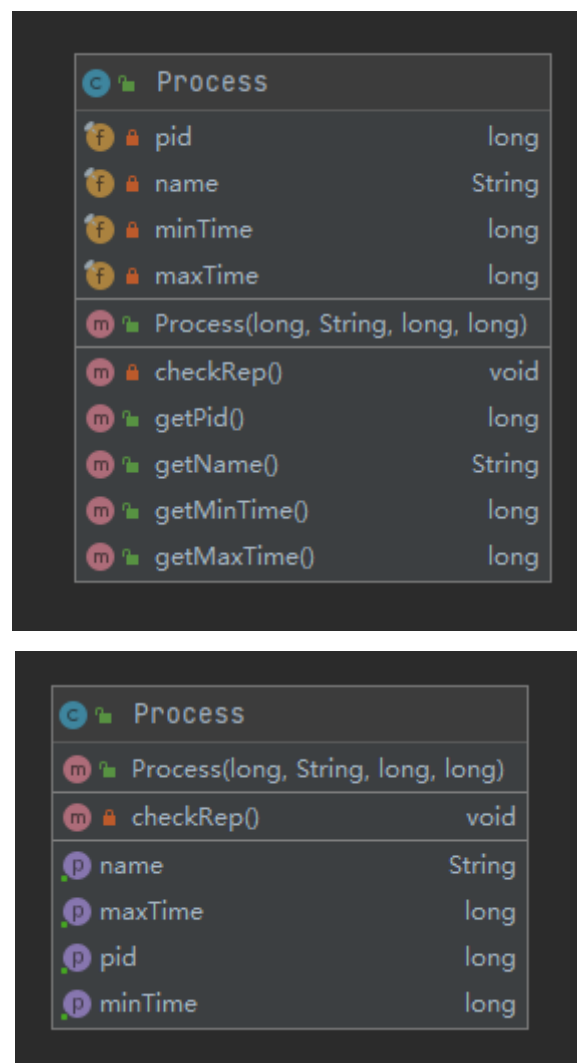 Process
pid long
name String
minTime long
maxTime long
Process(long, String, long, long)
checkRep() void
getPid() long
getName() String
getMinTime() long
getMaxTime() long
Process
Process(long, String, long, long)
checkRep() void
name String
maxTime long
pid long
minTime long